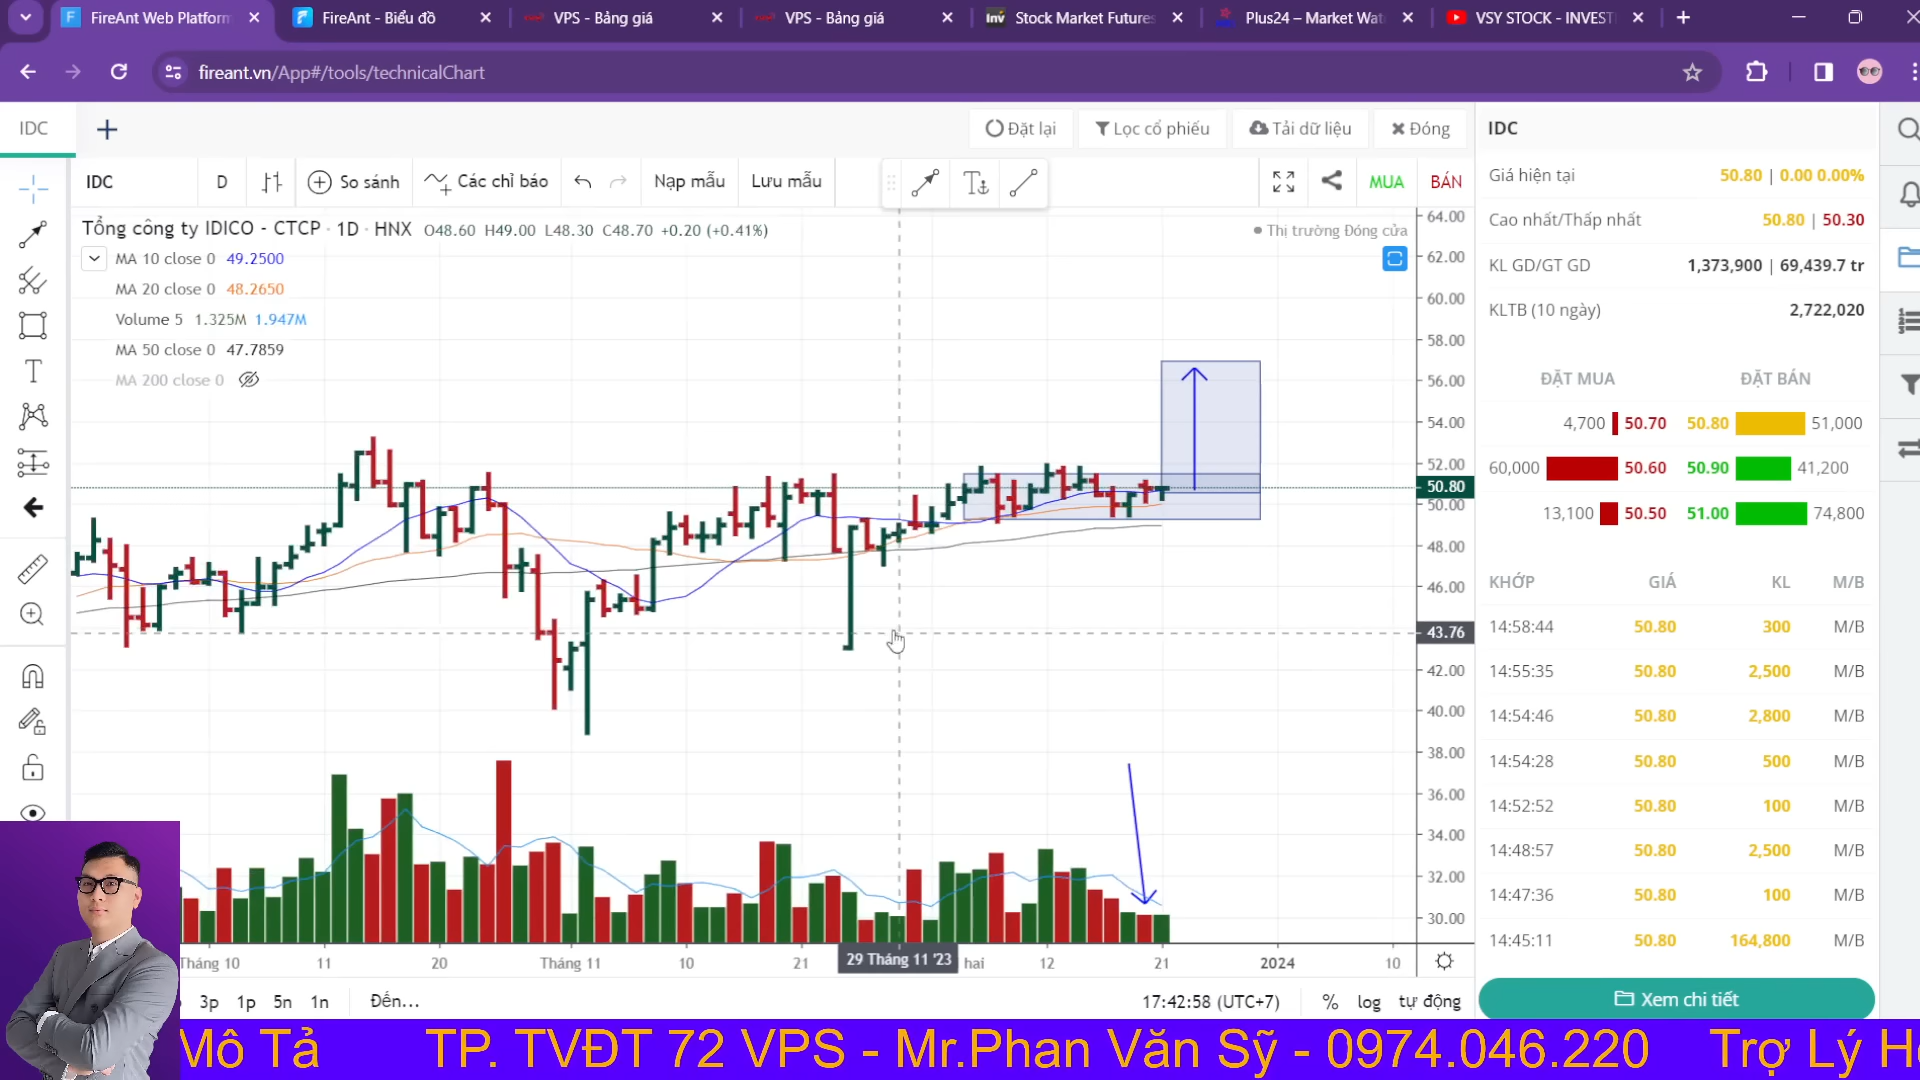 FireAnt Web Platform
FireAnt - Biểu đồ
VPS - Bảng giá
VPS - Bảng giá
Inv Stock Market Futures
Plus24 – Market Wat
VSY STOCK - INVEST
fireant.vn/App#/tools/technicalChart
IDC
Đặt lại
Lọc cổ phiếu
Tải dữ liệu
Đóng
IDC
IDC
D
So sánh
Các chỉ báo
Nạp mẫu
Lưu mẫu
MUA
BÁN
Tổng công ty IDICO - CTCP · 1D · HNX O48.60 H49.00 L48.30 C48.70 +0.20 (+0.41%)
Thị trường Đóng cửa
MA 10 close 0 49.2500
MA 20 close 0 48.2650
Volume 5 1.325M 1.947M
MA 50 close 0 47.7859
MA 200 close 0
64.00
62.00
60.00
58.00
56.00
54.00
52.00
50.80
50.00
48.00
46.00
43.76
42.00
40.00
38.00
36.00
34.00
32.00
30.00
Tháng 10
11
20
Tháng 11
10
21
29 Tháng 11 '23
hai
12
21
2024
10
3p
1p
5n
1n
Đến...
17:42:58 (UTC+7)
%
log
tự động
Giá hiện tại 50.80 | 0.00 0.00%
Cao nhất/Thấp nhất 50.80 | 50.30
KL GD/GT GD 1,373,900 | 69,439.7 tr
KLTB (10 ngày) 2,722,020
ĐẶT MUA ĐẶT BÁN
4,700 50.70 50.80 51,000
60,000 50.60 50.90 41,200
13,100 50.50 51.00 74,800
KHỚP GIÁ KL M/B
14:58:44 50.80 300 M/B
14:55:35 50.80 2,500 M/B
14:54:46 50.80 2,800 M/B
14:54:28 50.80 500 M/B
14:52:52 50.80 100 M/B
14:48:57 50.80 2,500 M/B
14:47:36 50.80 100 M/B
14:45:11 50.80 164,800 M/B
Xem chi tiết
Mô Tả TP. TVĐT 72 VPS - Mr.Phan Văn Sỹ - 0974.046.220 Trợ Lý H